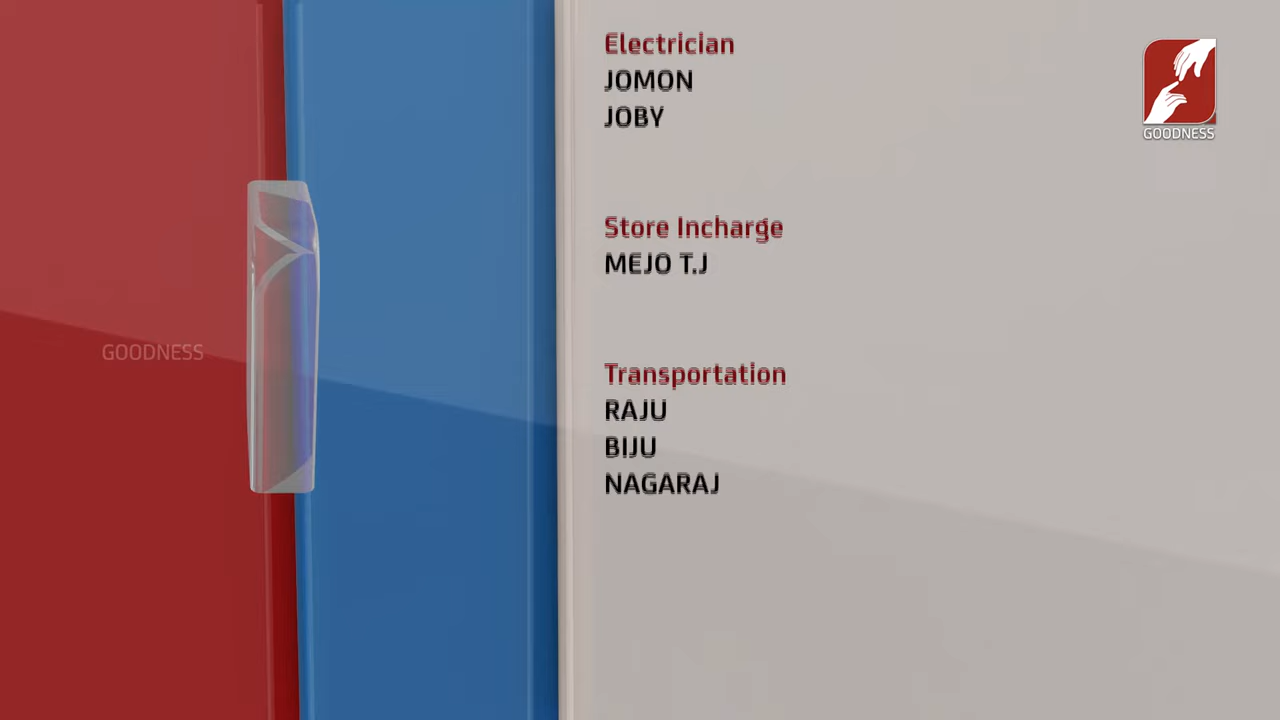 Electrician
JOMON
JOBY
GOODNESS
Store Incharge
MEJO T.J
GOODNESS
Transportation
RAJU
BIJU
NAGARAJ